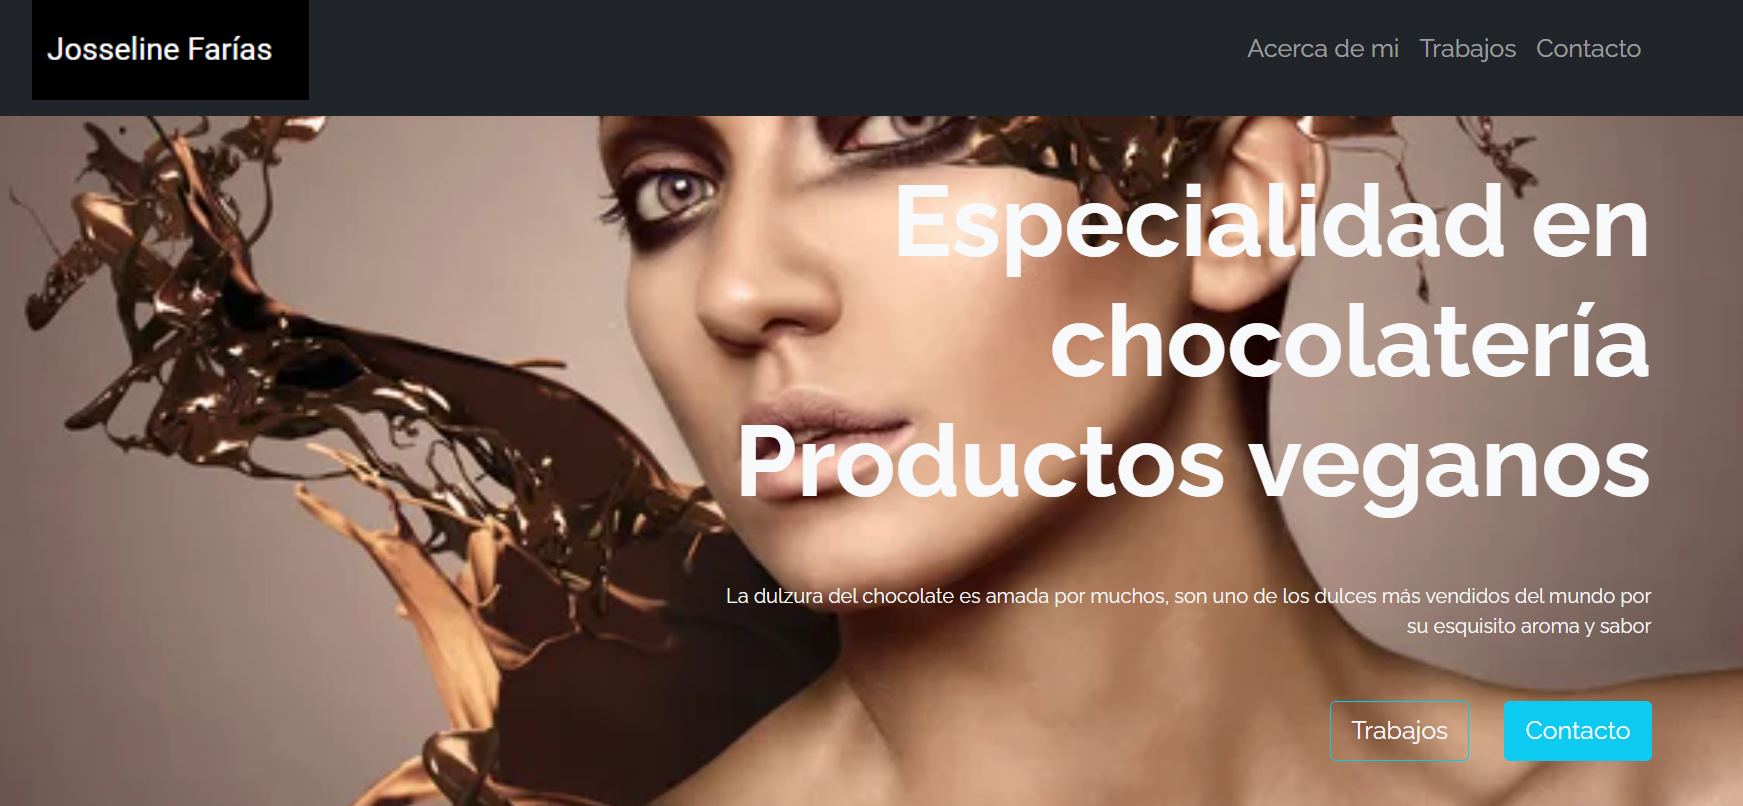 Josseline Farías
Acerca de mi Trabajos Contacto
Especialidad en
chocolatería
Productos veganos
La dulzura del chocolate es amada por muchos, son uno de los dulces más vendidos del mundo por
su esquisito aroma y sabor
Trabajos Contacto